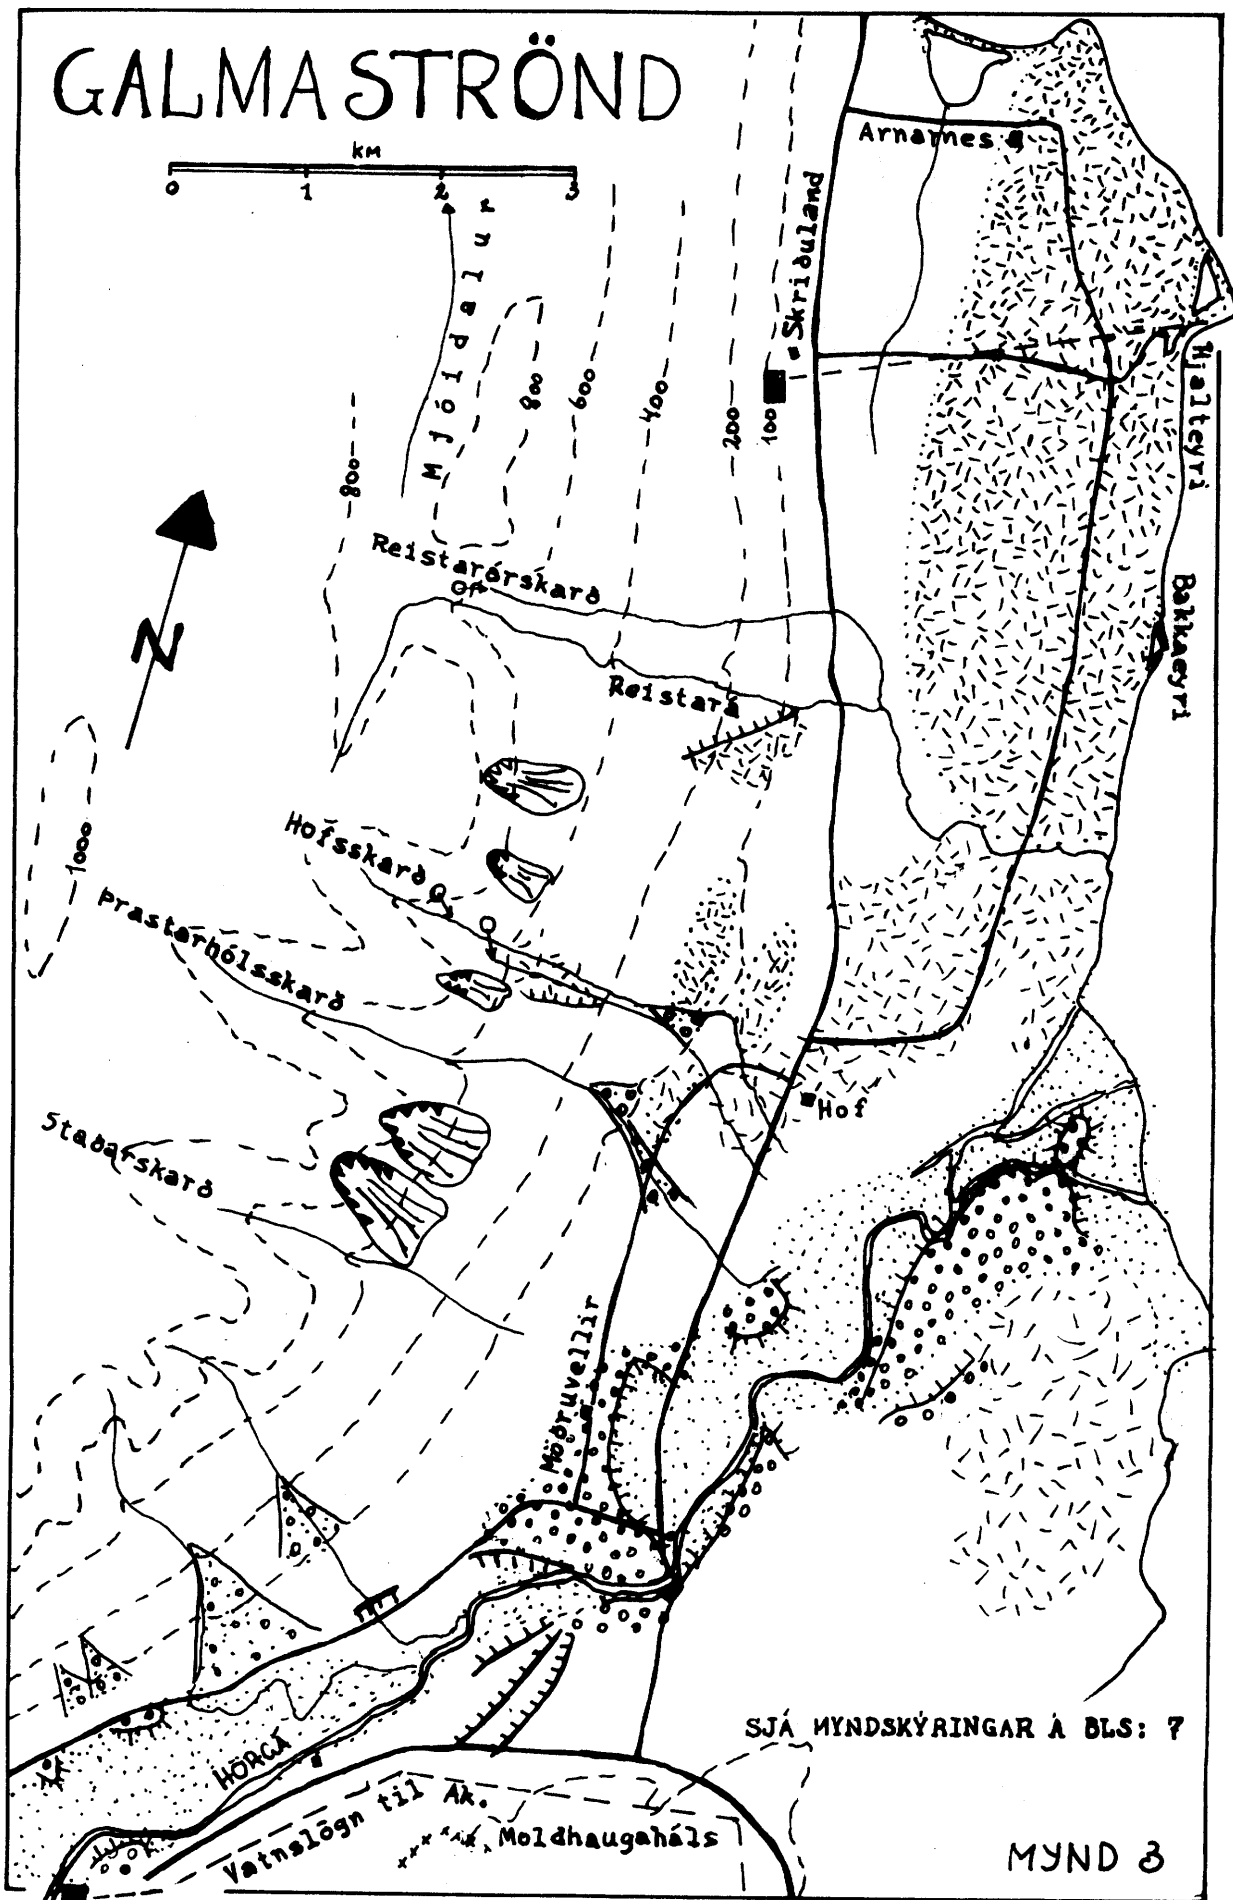 GALMASTRÖND
KM
0 1 2 3
Arnarnes
Skriðuland
Mjóidalur
Hjalteyri
800
600
400
200
100
800
Reistarárskarð
N
Bakkaeyri
Reistará
Hofsskarð
1000
Þrastarhólsskarð
Hof
Staðarskarð
Möðruvellir
SJÁ MYNDSKÝRINGAR Á BLS: 7
HÖRGÁ
Vatnslögn til Ak.
Moldhaugaháls
MYND 3